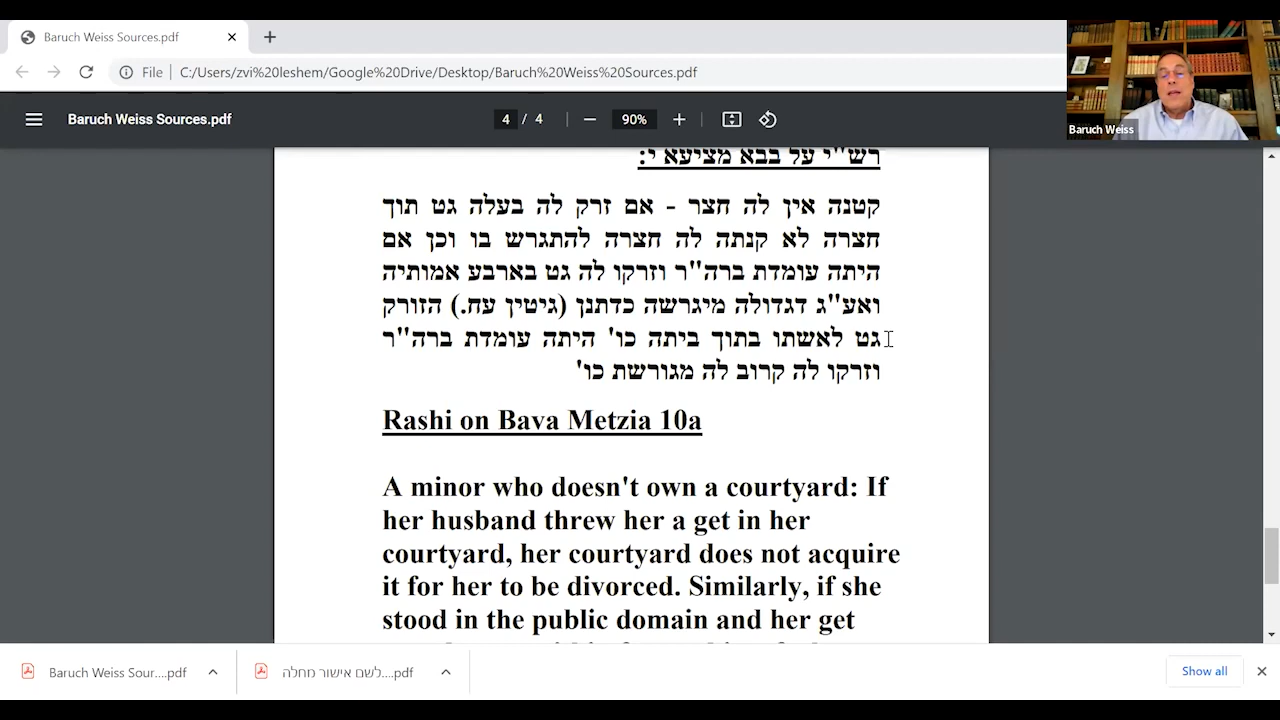 Baruch Weiss Sources.pdf
File
C:/Users/zvi%20leshem/Google%20Drive/Desktop/Baruch%20Weiss%20Sources.pdf
Baruch Weiss Sources.pdf
4 / 4
90%
Baruch Weiss
רש"י על בבא מציעא י:
קטנה אין לה חצר - אם זרק לה בעלה גט תוך
חצרה לא קנתה לה חצרה להתגרש בו וכן אם
היתה עומדת ברה"ר וזרקו לה גט בארבע אמותיה
ואע"ג דגדולה מיגרשה כדתנן (גיטין עח.) הזורק
גט לאשתו בתוך ביתה כו' היתה עומדת ברה"ר
וזרקו לה קרוב לה מגורשת כו'
Rashi on Bava Metzia 10a
A minor who doesn't own a courtyard: If
her husband threw her a get in her
courtyard, her courtyard does not acquire
it for her to be divorced. Similarly, if she
stood in the public domain and her get
Baruch Weiss Sour....pdf
לשם אישור מחלה....pdf
Show all